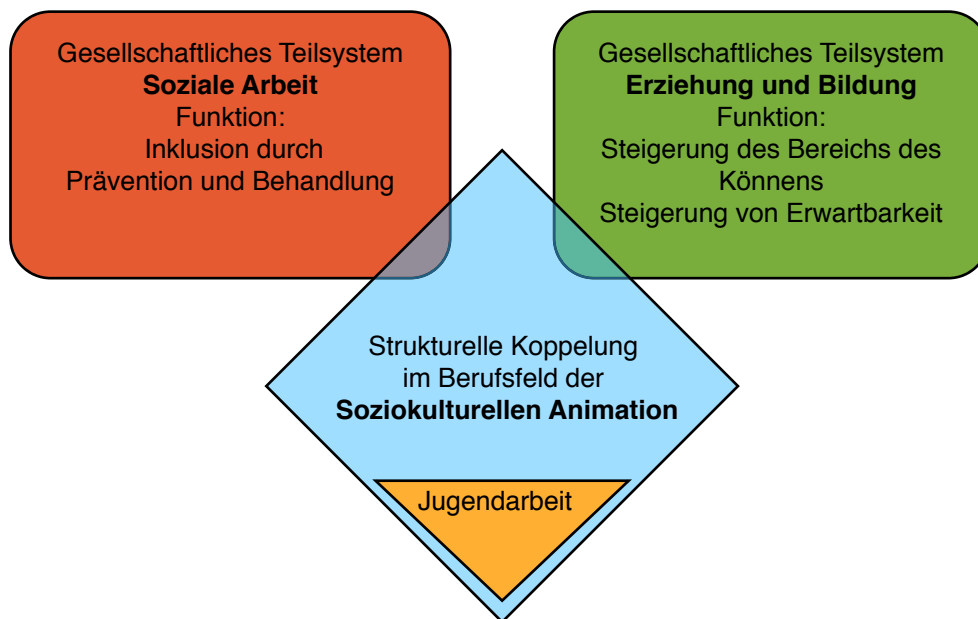 Gesellschaftliches Teilsystem
Soziale Arbeit
Funktion:
Inklusion durch
Prävention und Behandlung
Gesellschaftliches Teilsystem
Erziehung und Bildung
Funktion:
Steigerung des Bereichs des
Könnens
Steigerung von Erwartbarkeit
Strukturelle Koppelung
im Berufsfeld der
Soziokulturellen Animation
Jugendarbeit